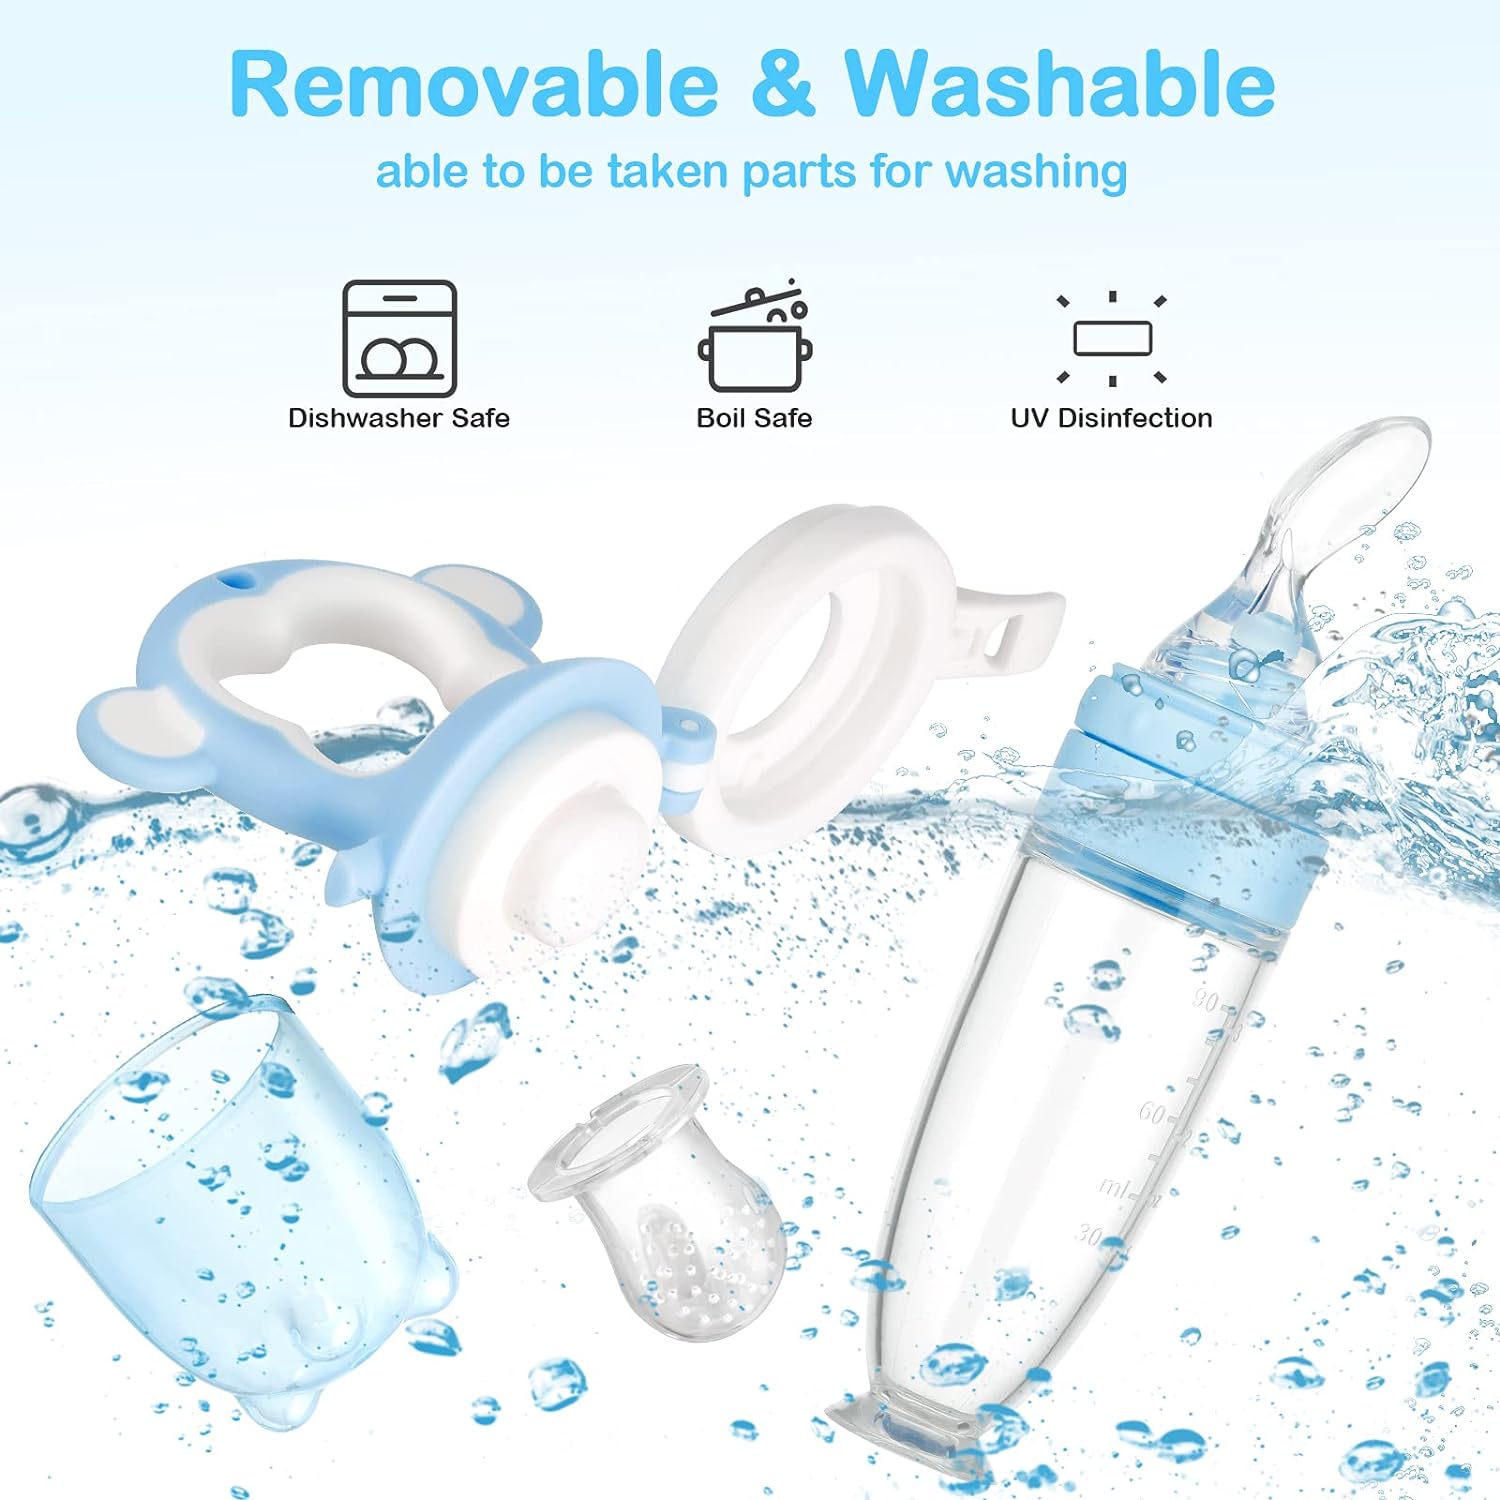 Removable & Washable
able to be taken parts for washing
Dishwasher Safe
Boil Safe
UV Disinfection
90
60
ml oz
30